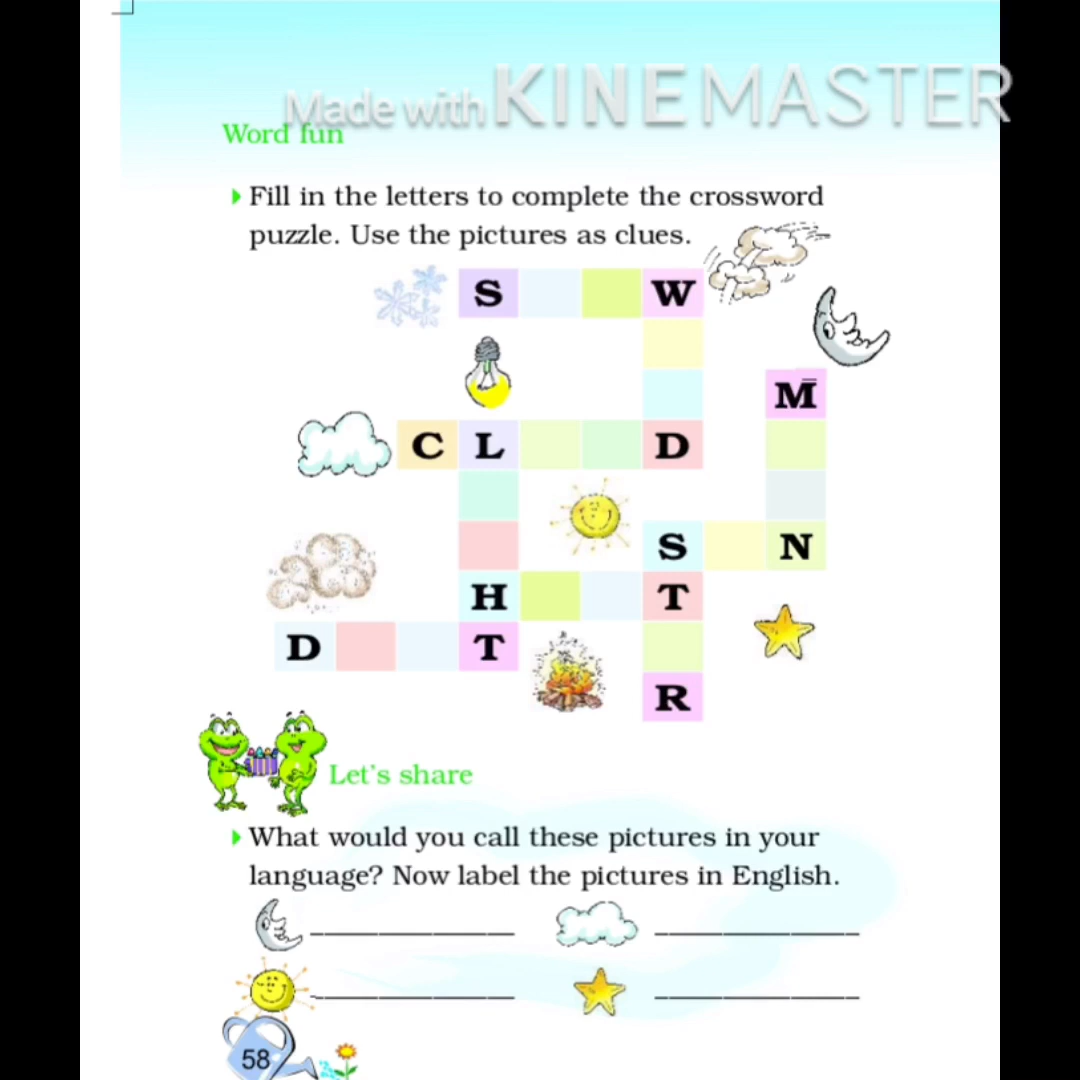 Made with KINEMASTER
Word fun
Fill in the letters to complete the crossword
puzzle. Use the pictures as clues.
S W
M
C L D
S N
H T
D T
R
Let's share
What would you call these pictures in your
language? Now label the pictures in English.
58